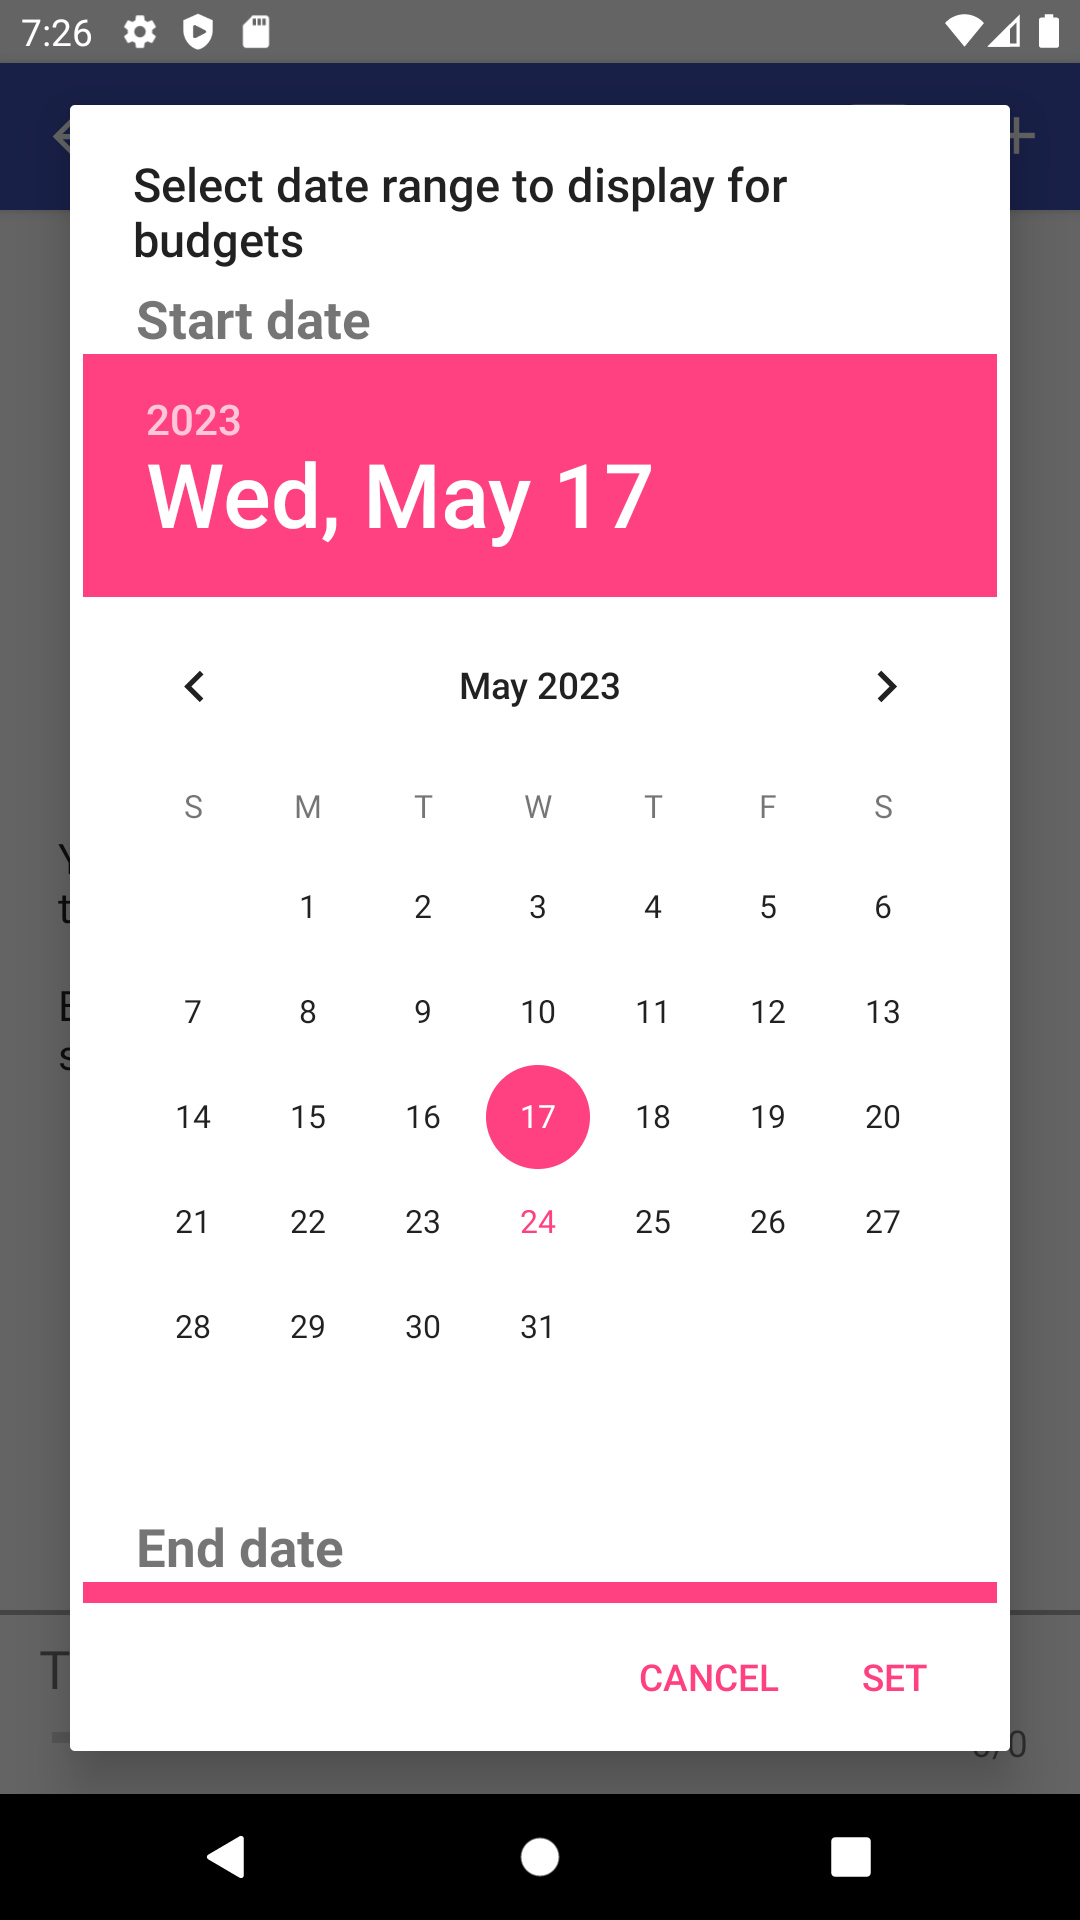 7:26
Select date range to display for
budgets
Start date
2023
Wed, May 17
May 2023
S M T W T F S
1 2 3 4 5 6
7 8 9 10 11 12 13
14 15 16 17 18 19 20
21 22 23 24 25 26 27
28 29 30 31
End date
CANCEL SET